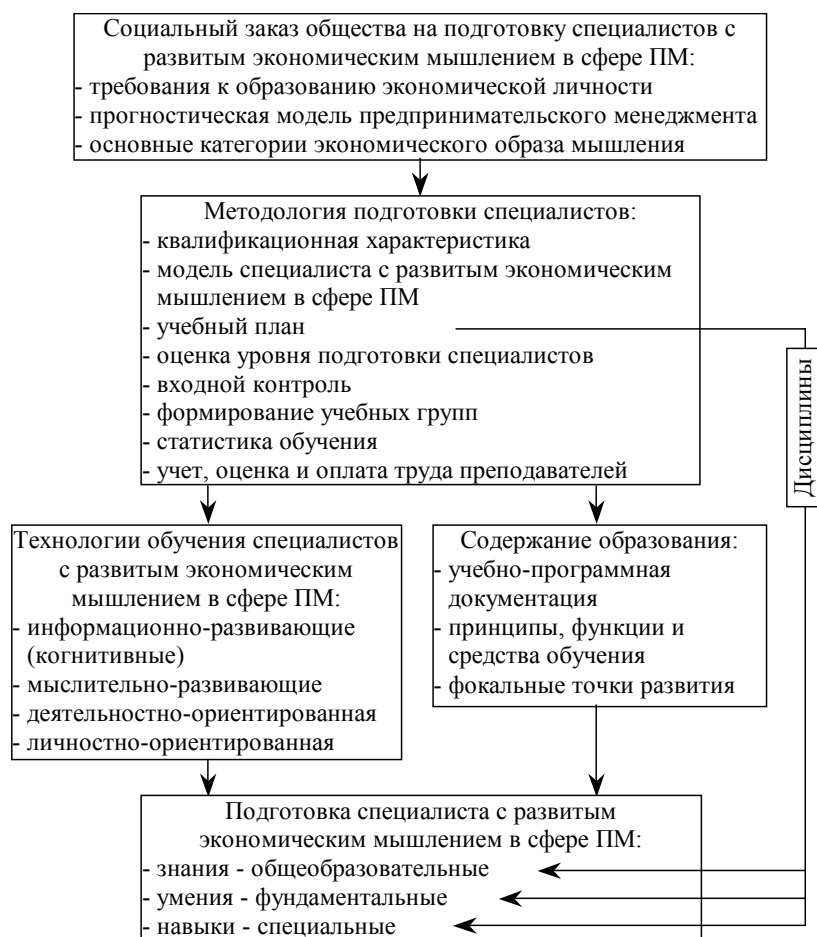 Социальный заказ общества на подготовку специалистов с
развитым экономическим мышлением в сфере ПМ:
- требования к образованию экономической личности
- прогностическая модель предпринимательского менеджмента
- основные категории экономического образа мышления
Методология подготовки специалистов:
- квалификационная характеристика
- модель специалиста с развитым экономическим
мышлением в сфере ПМ
- учебный план
- оценка уровня подготовки специалистов
- входной контроль
- формирование учебных групп
- статистика обучения
- учет, оценка и оплата труда преподавателей
Дисциплины
Технологии обучения специалистов
с развитым экономическим
мышлением в сфере ПМ:
- информационно-развивающие
(когнитивные)
- мыслительно-развивающие
- деятельностно-ориентированная
- личностно-ориентированная
Содержание образования:
- учебно-программная
документация
- принципы, функции и
средства обучения
- фокальные точки развития
Подготовка специалиста с развитым
экономическим мышлением в сфере ПМ:
- знания - общеобразовательные
- умения - фундаментальные
- навыки - специальные